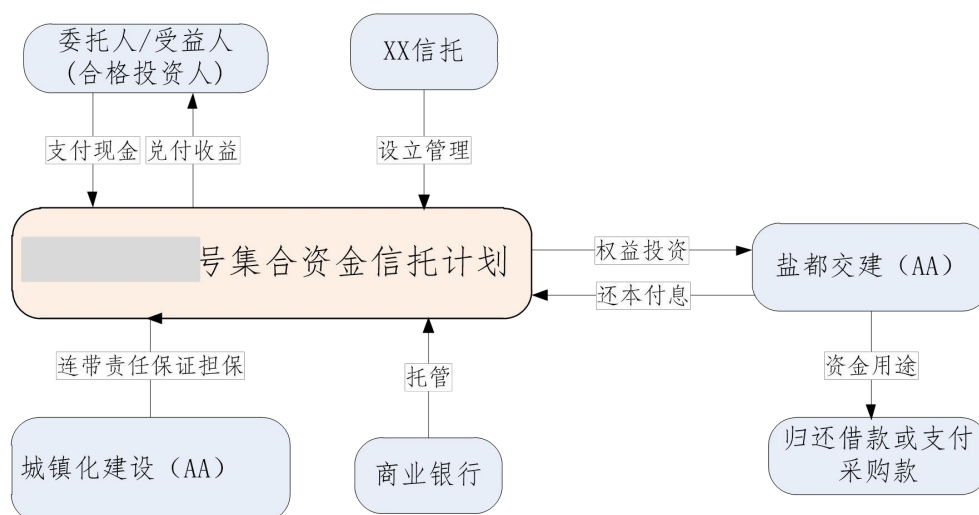 委托人/受益人
(合格投资人)
XX信托
支付现金
兑付收益
设立管理
号集合资金信托计划
权益投资
还本付息
盐都交建（AA）
连带责任保证担保
托管
资金用途
城镇化建设（AA）
商业银行
归还借款或支付
采购款